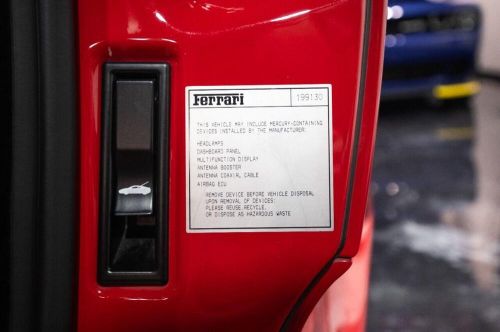 Ferrari 199130
THIS VEHICLE MAY INCLUDE MERCURY-CONTAINING
DEVICES INSTALLED BY THE MANUFACTURER:
HEADLAMPS
DASHBOARD PANEL
MULTIFUNCTION DISPLAY
ANTENNA BOOSTER
ANTENNA COAXIAL CABLE
AIRBAG ECU
REMOVE DEVICE BEFORE VEHICLE DISPOSAL
UPON REMOVAL OF DEVICES:
PLEASE REUSE,RECYCLE,
OR DISPOSE AS HAZARDOUS WASTE